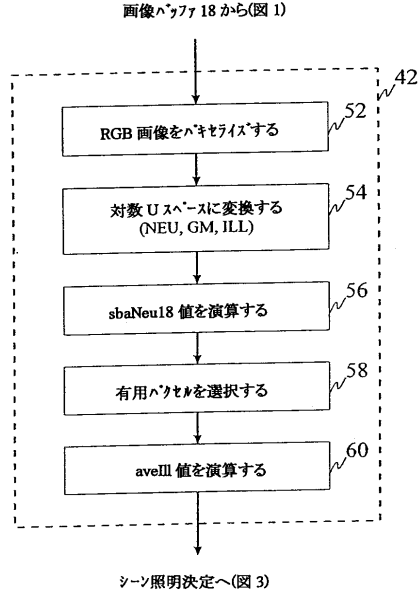 画像ﾊﾞｯﾌｧ 18 から(図 1)
42
RGB 画像をﾊﾟｷｾﾗｲｽﾞする
52
対数 U ｽﾍﾟｰｽに変換する
(NEU, GM, ILL)
54
sbaNeu18 値を演算する
56
有用ﾊﾟｸｾﾙを選択する
58
aveIll 値を演算する
60
ｼｰﾝ照明決定へ(図 3)